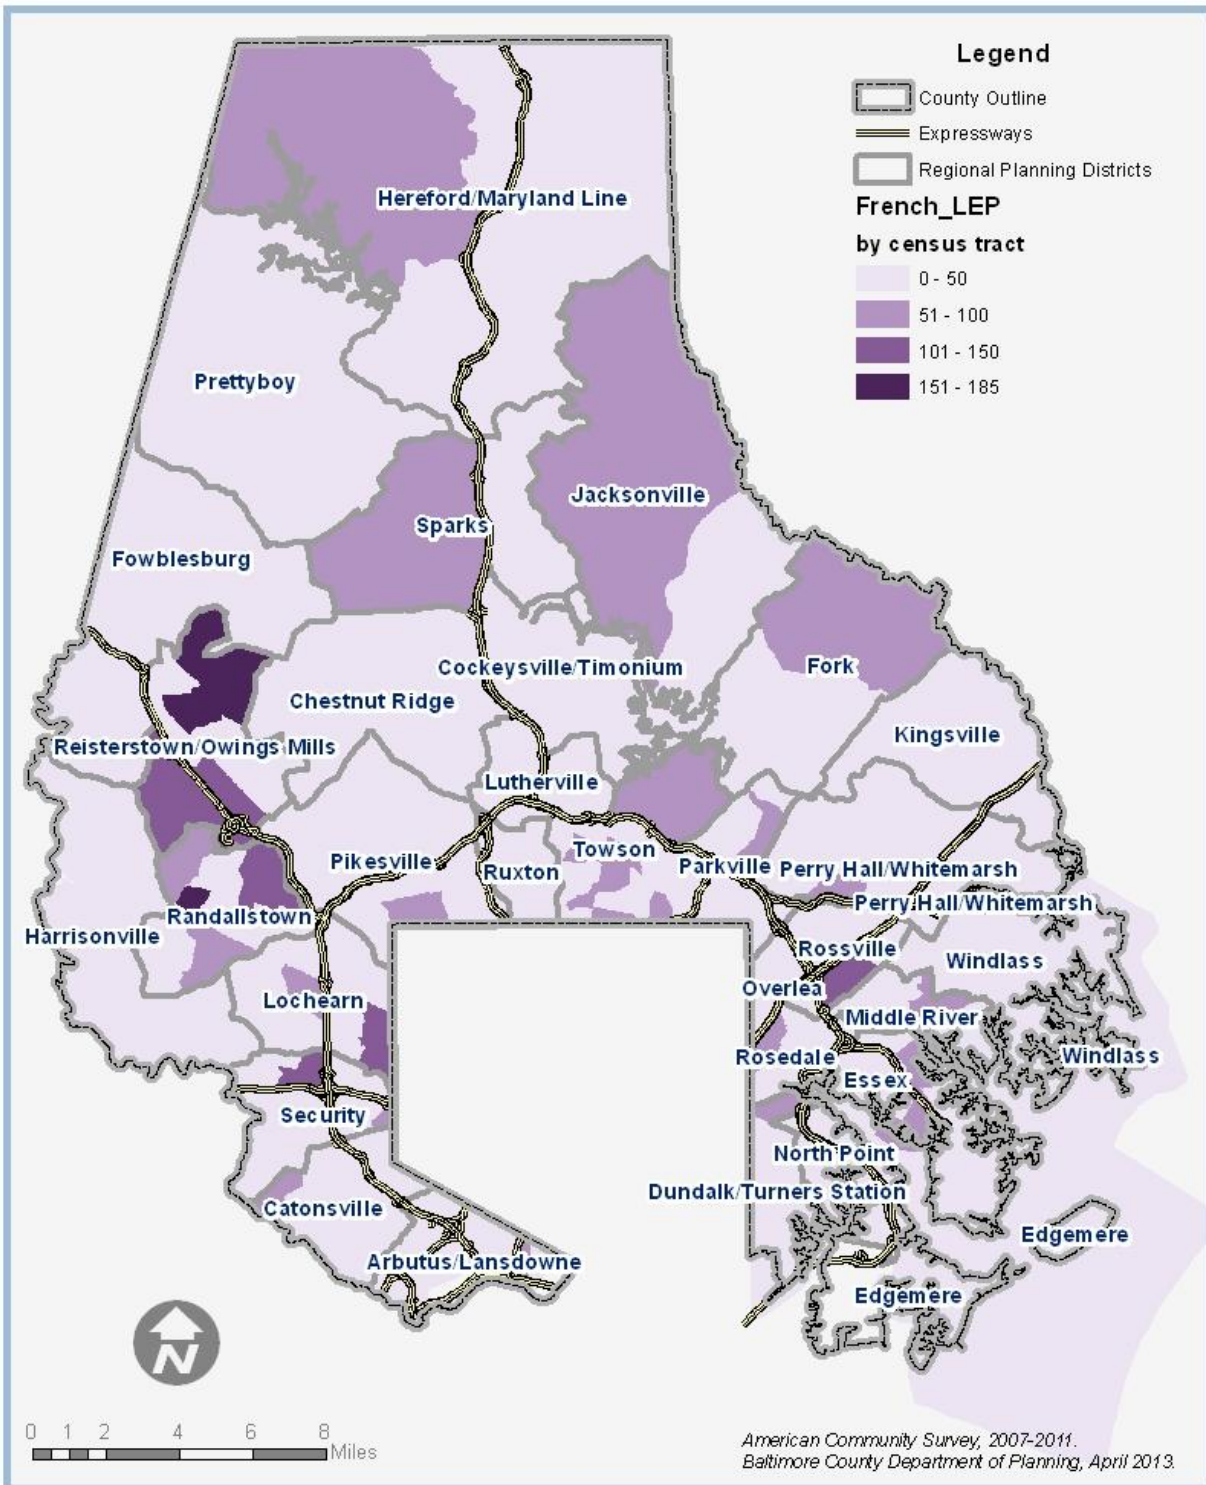 Legend
County Outline
Expressways
Regional Planning Districts
French_LEP
by census tract
0 - 50
51 - 100
101 - 150
151 - 185
Hereford/Maryland Line
Prettyboy
Jacksonville
Sparks
Fowblesburg
Cockeysville/Timonium
Fork
Chestnut Ridge
Kingsville
Reisterstown/Owings Mills
Lutherville
Towson
Pikesville
Ruxton
Parkville
Perry Hall/Whitemarsh
Perry Hall/Whitemarsh
Randallstown
Harrisonville
Rossville
Windlass
Overlea
Lochearn
Middle River
Rosedale
Windlass
Essex
Security
North Point
Dundalk/Turners Station
Catonsville
Edgemere
Arbutus/Lansdowne
Edgemere
N
0 1 2 4 6 8
Miles
American Community Survey, 2007-2011.
Baltimore County Department of Planning, April 2013.